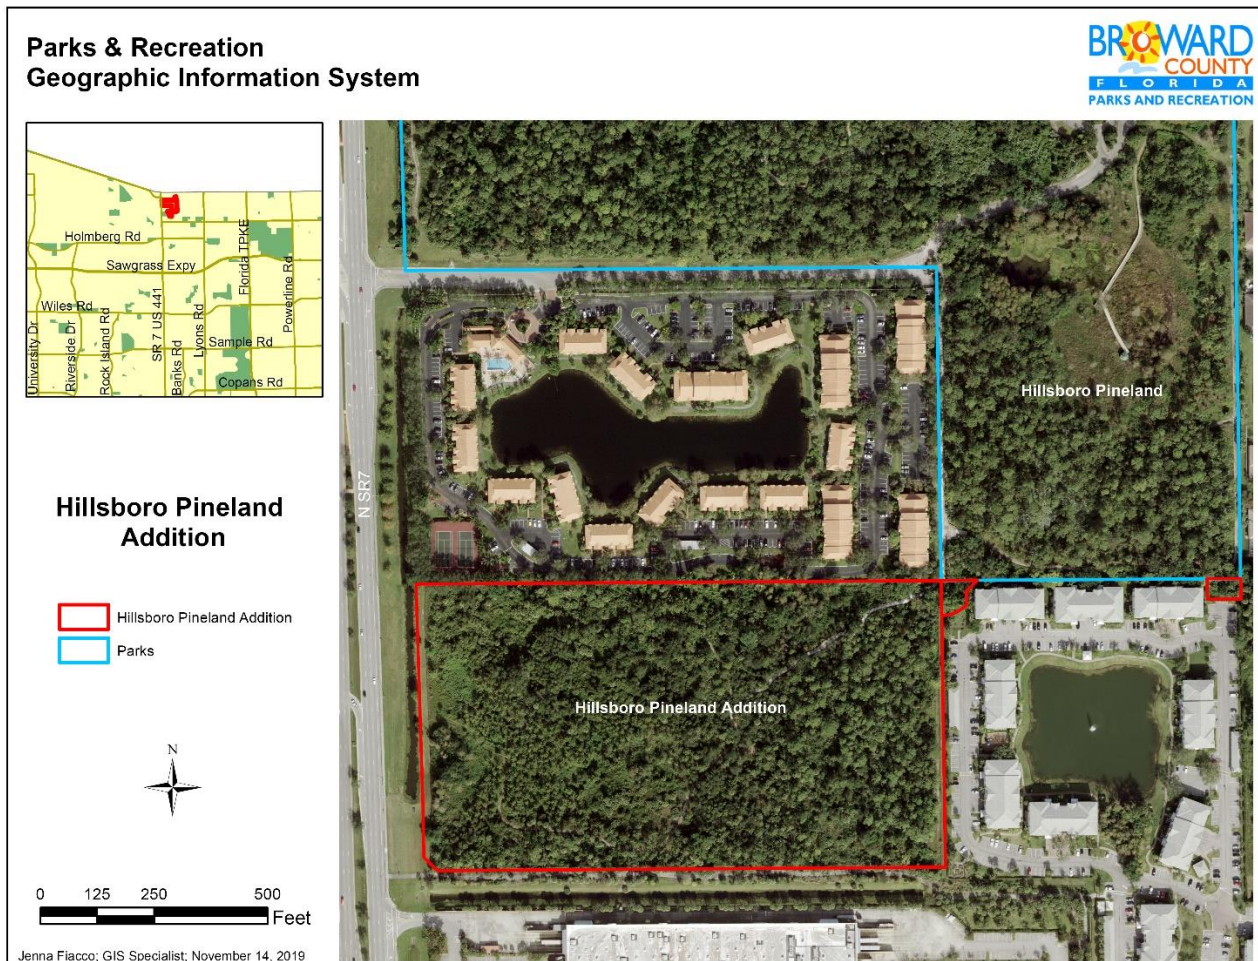 Parks & Recreation
Geographic Information System
BROWARD
COUNTY
FLORIDA
PARKS AND RECREATION
Holmberg Rd
Sawgrass Expy
Wiles Rd
Sample Rd
Copans Rd
University Dr
Riverside Dr
Rock Island Rd
SR 7 US 441
Banks Rd
Lyons Rd
Florida TPKE
Powerline Rd
N SR7
Hillsboro Pineland
Hillsboro Pineland
Addition
Hillsboro Pineland Addition
Parks
Hillsboro Pineland Addition
N
0 125 250 500
Feet
Jenna Fiacco; GIS Specialist; November 14, 2019